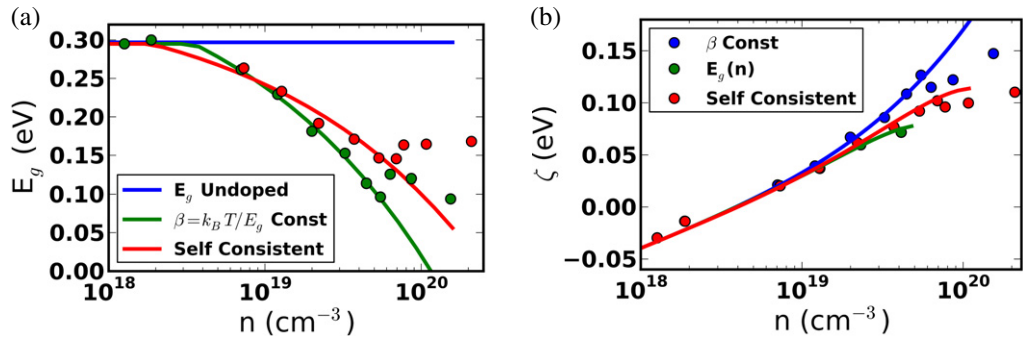 (a)
E_g (eV)
0.30
0.25
0.20
0.15
0.10
0.05
0.00
E_g Undoped
β=k_B T/E_g Const
Self Consistent
10^18
10^19
10^20
n (cm^−3)
(b)
ζ (eV)
0.15
0.10
0.05
0.00
−0.05
β Const
E_g(n)
Self Consistent
10^18
10^19
10^20
n (cm^−3)